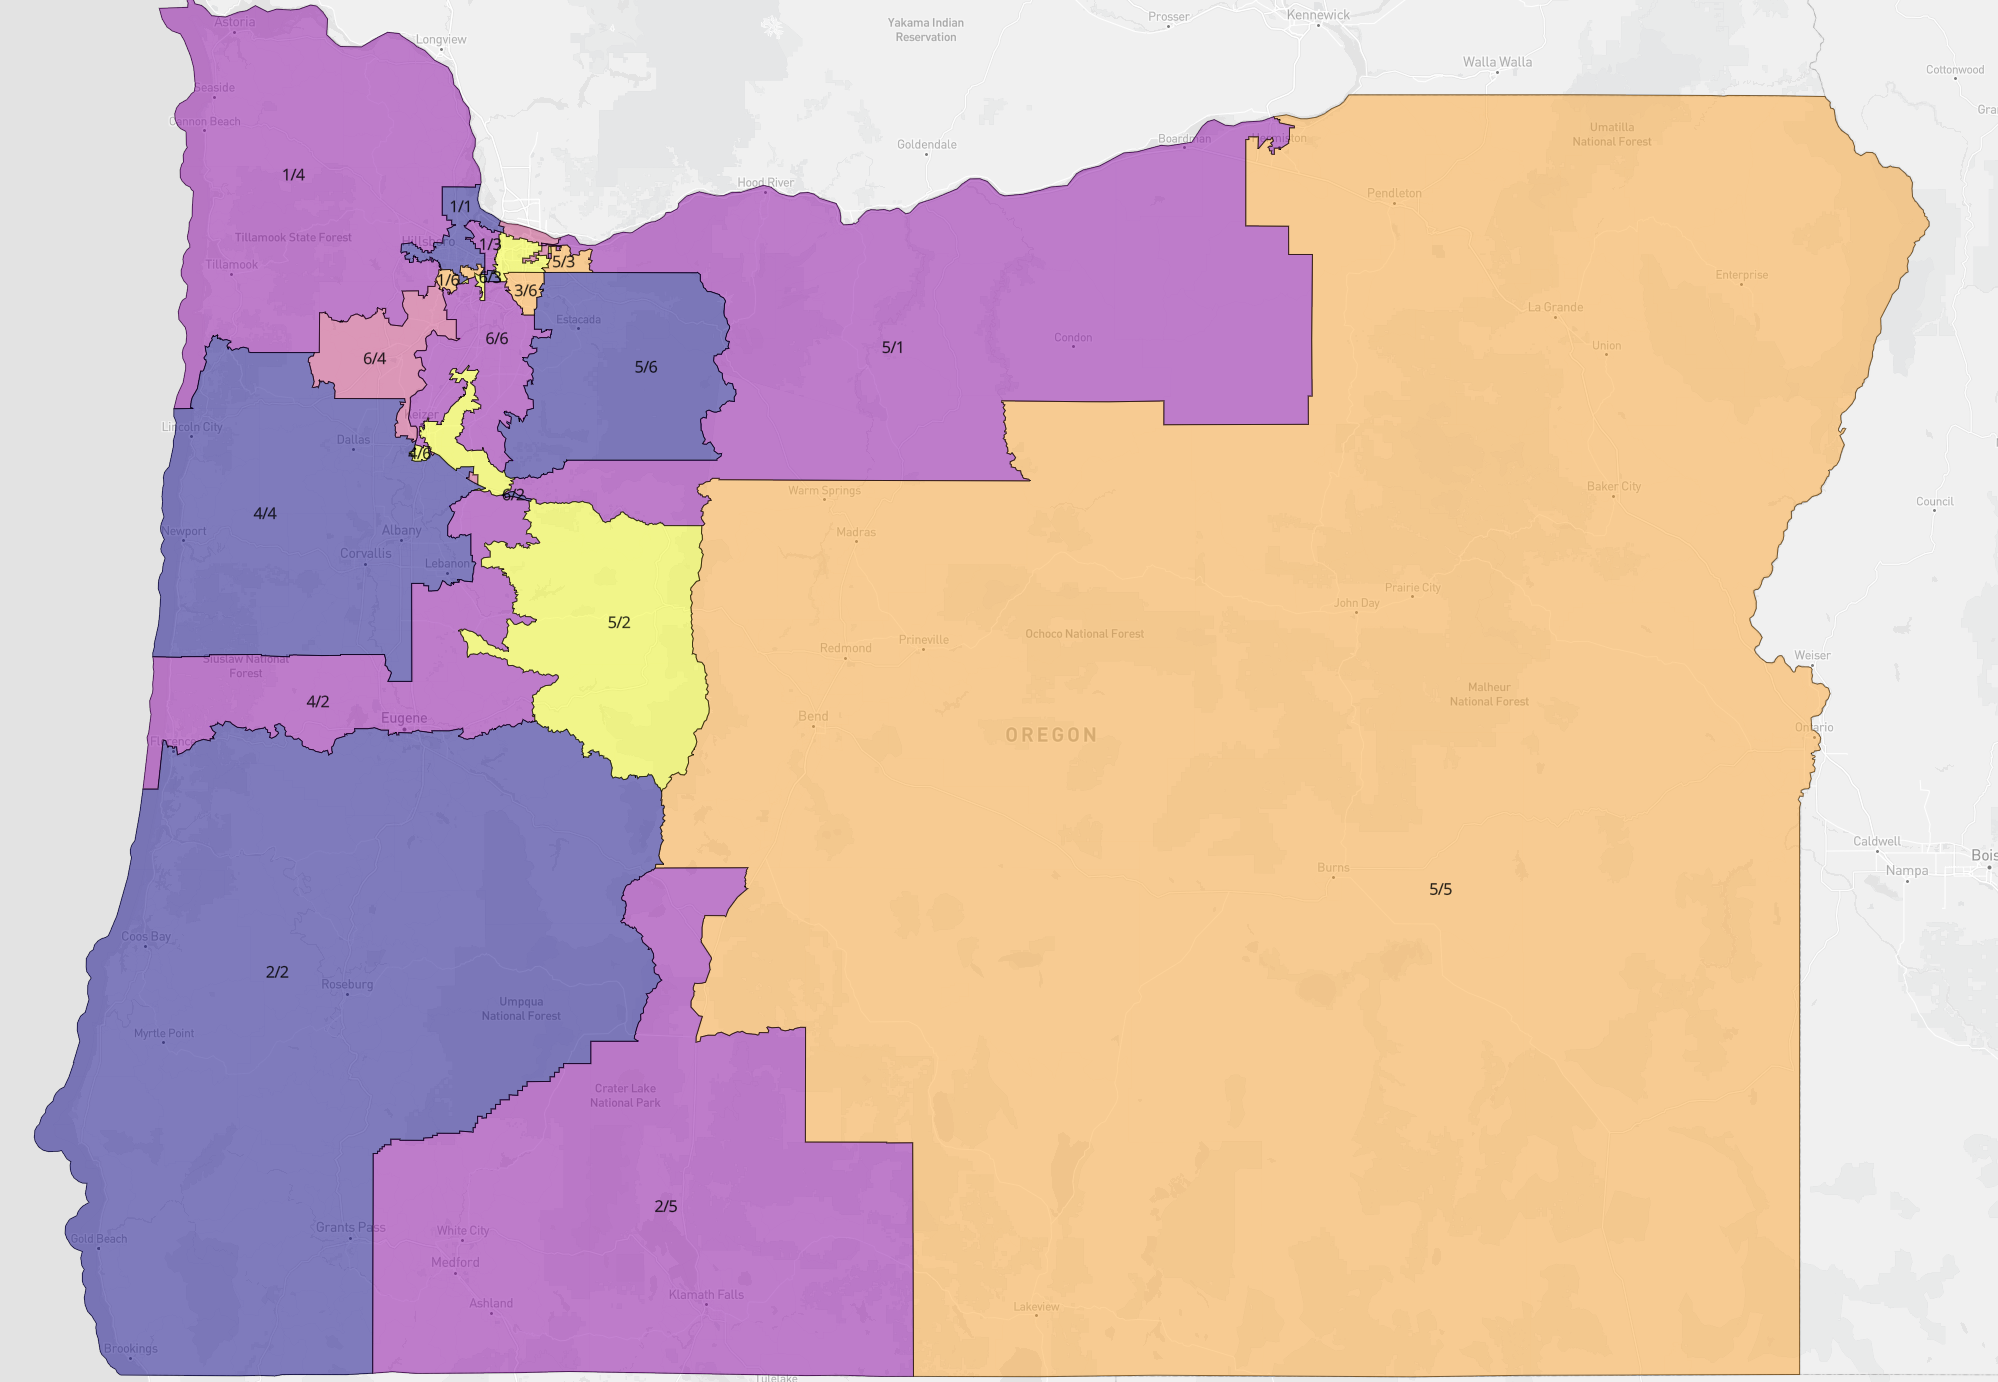 Astoria
Longview
Yakama Indian
Reservation
Prosser
Kennewick
Walla Walla
Cottonwood
Seaside
Cannon Beach
Goldendale
Boardman
Hermiston
Umatilla
National Forest
1/4
Hood River
Pendleton
1/1
Tillamook State Forest
Hillsboro
1/3
Tillamook
5/3
1/6
6/3
3/6
Enterprise
La Grande
Estacada
6/6
Condon
5/1
Union
6/4
5/6
Keizer
Lincoln City
Dallas
4/6
Warm Springs
Baker City
6/2
Council
4/4
Newport
Albany
Madras
Corvallis
Lebanon
Prairie City
John Day
5/2
Ochoco National Forest
Prineville
Redmond
Siuslaw National
Forest
Weiser
Malheur
National Forest
4/2
Eugene
Bend
OREGON
Florence
Ontario
Caldwell
Nampa
Burns
5/5
Coos Bay
2/2
Roseburg
Umpqua
National Forest
Myrtle Point
Crater Lake
National Park
2/5
Grants Pass
White City
Gold Beach
Medford
Klamath Falls
Ashland
Lakeview
Brookings
Tulelake